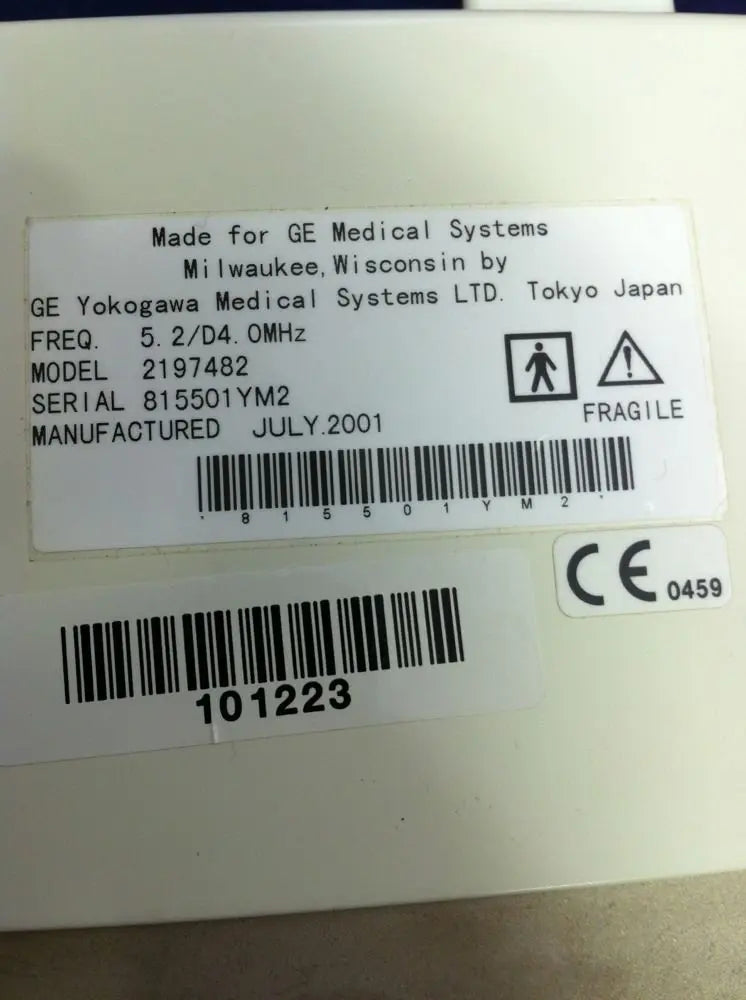 Made for GE Medical Systems
Milwaukee, Wisconsin by
GE Yokogawa Medical Systems LTD. Tokyo Japan
FREQ. 5.2/D4.0MHz
MODEL 2197482
SERIAL 815501YM2
MANUFACTURED JULY.2001
FRAGILE
*815501YM2*
CE 0459
101223